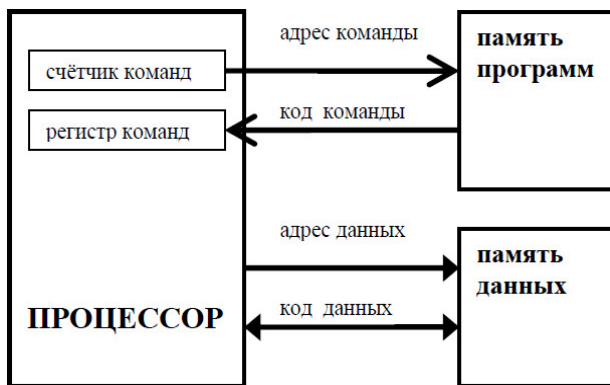 адрес команды
память
программ
счётчик команд
код команды
регистр команд
адрес данных
память
данных
код данных
ПРОЦЕССОР